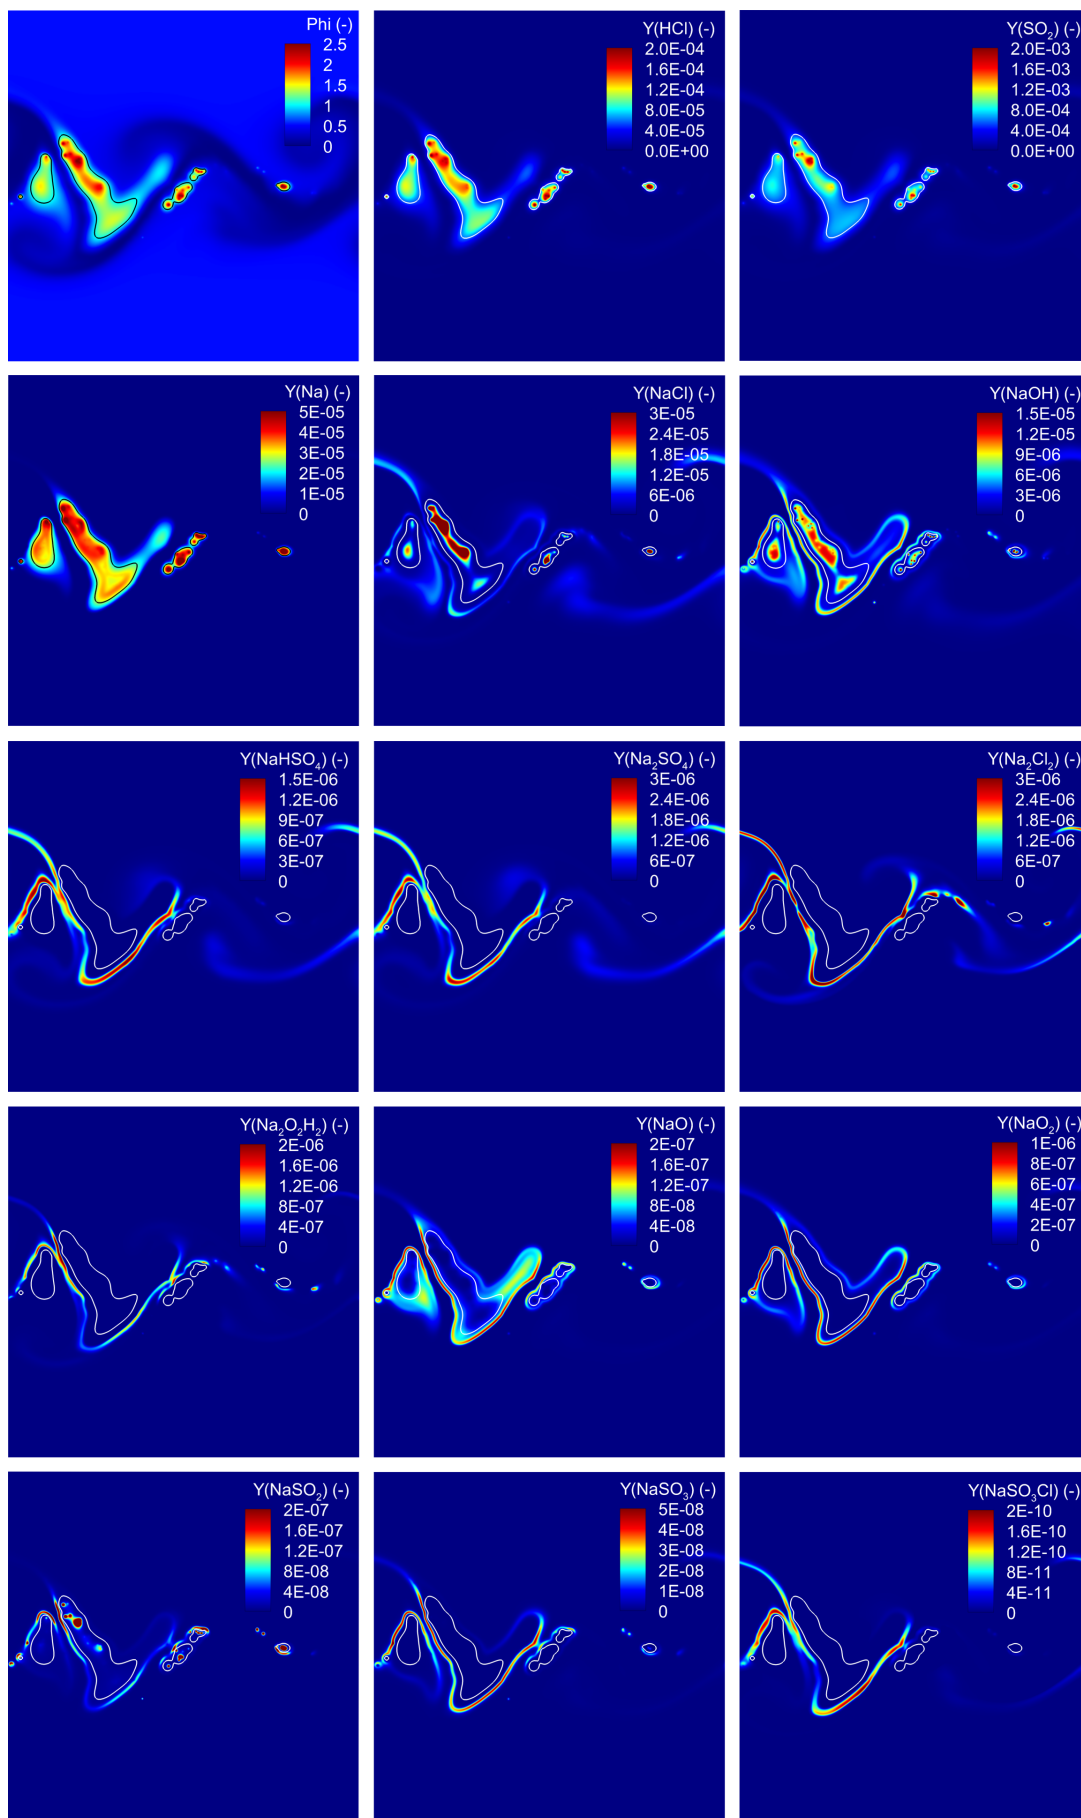 Phi (-)
2.5
2
1.5
1
0.5
0
Y(HCl) (-)
2.0E-04
1.6E-04
1.2E-04
8.0E-05
4.0E-05
0.0E+00
Y(SO₂) (-)
2.0E-03
1.6E-03
1.2E-03
8.0E-04
4.0E-04
0.0E+00
Y(Na) (-)
5E-05
4E-05
3E-05
2E-05
1E-05
0
Y(NaCl) (-)
3E-05
2.4E-05
1.8E-05
1.2E-05
6E-06
0
Y(NaOH) (-)
1.5E-05
1.2E-05
9E-06
6E-06
3E-06
0
Y(NaHSO₄) (-)
1.5E-06
1.2E-06
9E-07
6E-07
3E-07
0
Y(Na₂SO₄) (-)
3E-06
2.4E-06
1.8E-06
1.2E-06
6E-07
0
Y(Na₂Cl₂) (-)
3E-06
2.4E-06
1.8E-06
1.2E-06
6E-07
0
Y(Na₂O₂H₂) (-)
2E-06
1.6E-06
1.2E-06
8E-07
4E-07
0
Y(NaO) (-)
2E-07
1.6E-07
1.2E-07
8E-08
4E-08
0
Y(NaO₂) (-)
1E-06
8E-07
6E-07
4E-07
2E-07
0
Y(NaSO₂) (-)
2E-07
1.6E-07
1.2E-07
8E-08
4E-08
0
Y(NaSO₃) (-)
5E-08
4E-08
3E-08
2E-08
1E-08
0
Y(NaSO₃Cl) (-)
2E-10
1.6E-10
1.2E-10
8E-11
4E-11
0